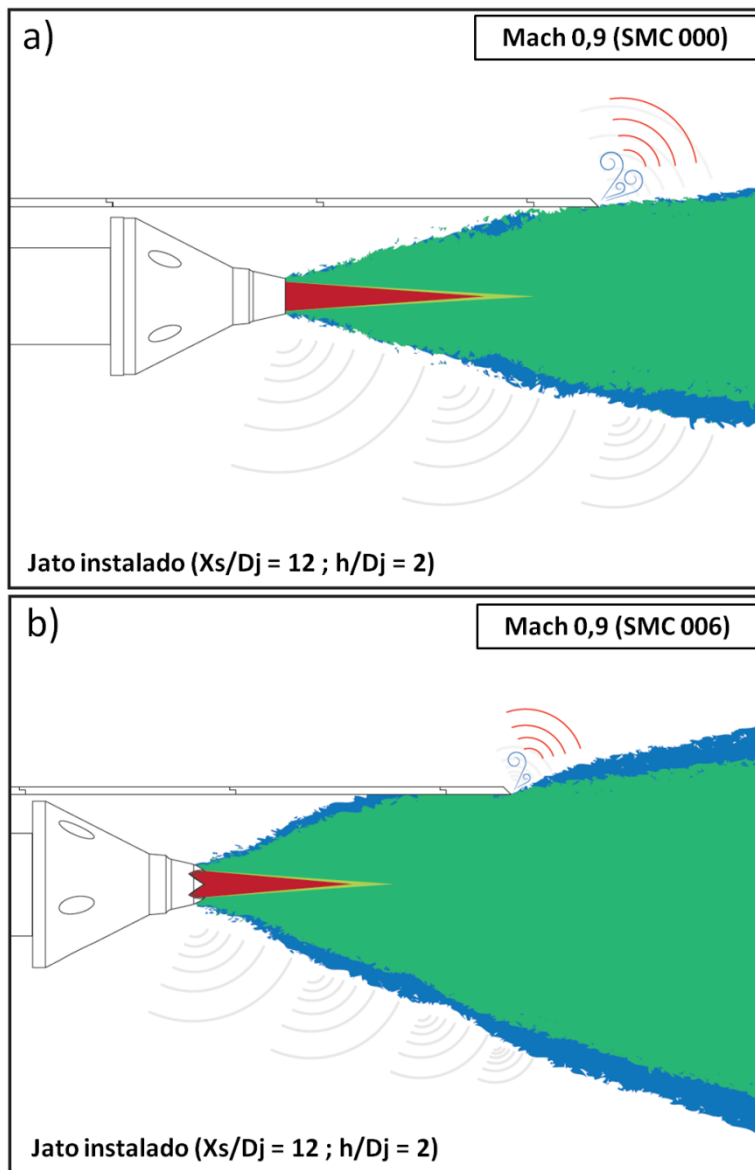 a)
Mach 0,9 (SMC 000)
Jato instalado (Xs/Dj = 12 ; h/Dj = 2)
b)
Mach 0,9 (SMC 006)
Jato instalado (Xs/Dj = 12 ; h/Dj = 2)